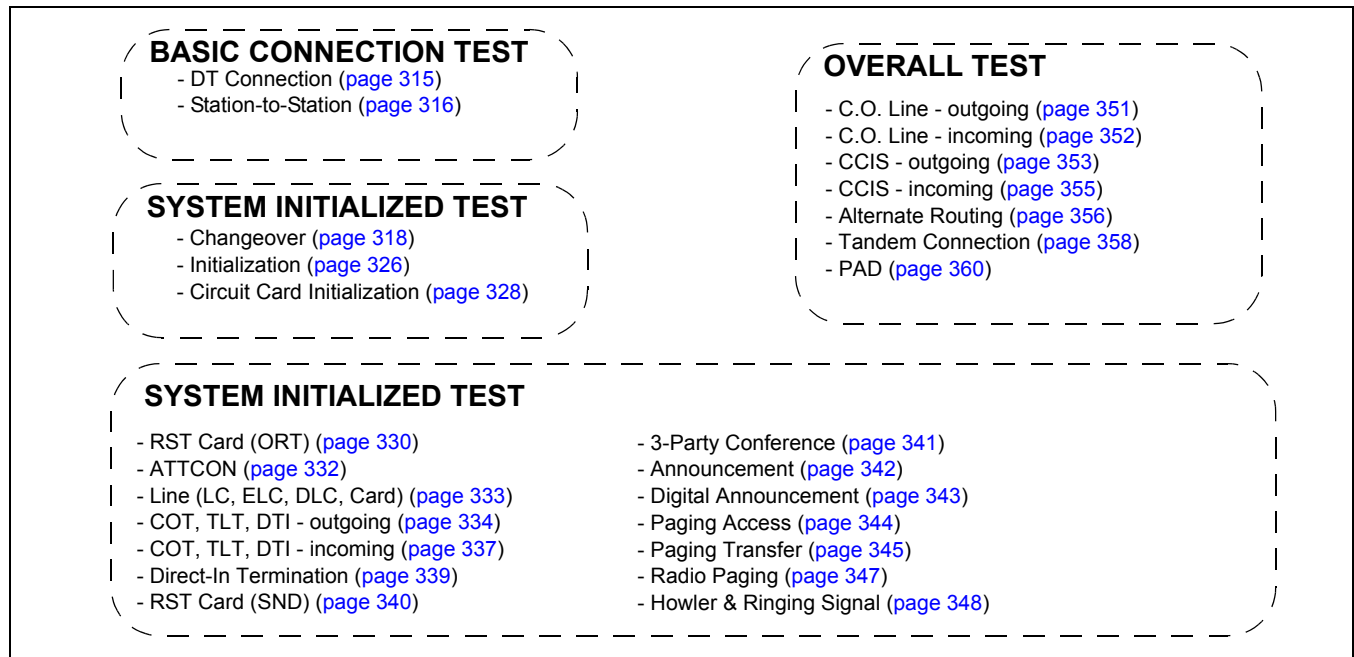 BASIC CONNECTION TEST
- DT Connection (page 315)
- Station-to-Station (page 316)
SYSTEM INITIALIZED TEST
- Changeover (page 318)
- Initialization (page 326)
- Circuit Card Initialization (page 328)
OVERALL TEST
- C.O. Line - outgoing (page 351)
- C.O. Line - incoming (page 352)
- CCIS - outgoing (page 353)
- CCIS - incoming (page 355)
- Alternate Routing (page 356)
- Tandem Connection (page 358)
- PAD (page 360)
SYSTEM INITIALIZED TEST
- RST Card (ORT) (page 330)
- ATTCON (page 332)
- Line (LC, ELC, DLC, Card) (page 333)
- COT, TLT, DTI - outgoing (page 334)
- COT, TLT, DTI - incoming (page 337)
- Direct-In Termination (page 339)
- RST Card (SND) (page 340)
- 3-Party Conference (page 341)
- Announcement (page 342)
- Digital Announcement (page 343)
- Paging Access (page 344)
- Paging Transfer (page 345)
- Radio Paging (page 347)
- Howler & Ringing Signal (page 348)